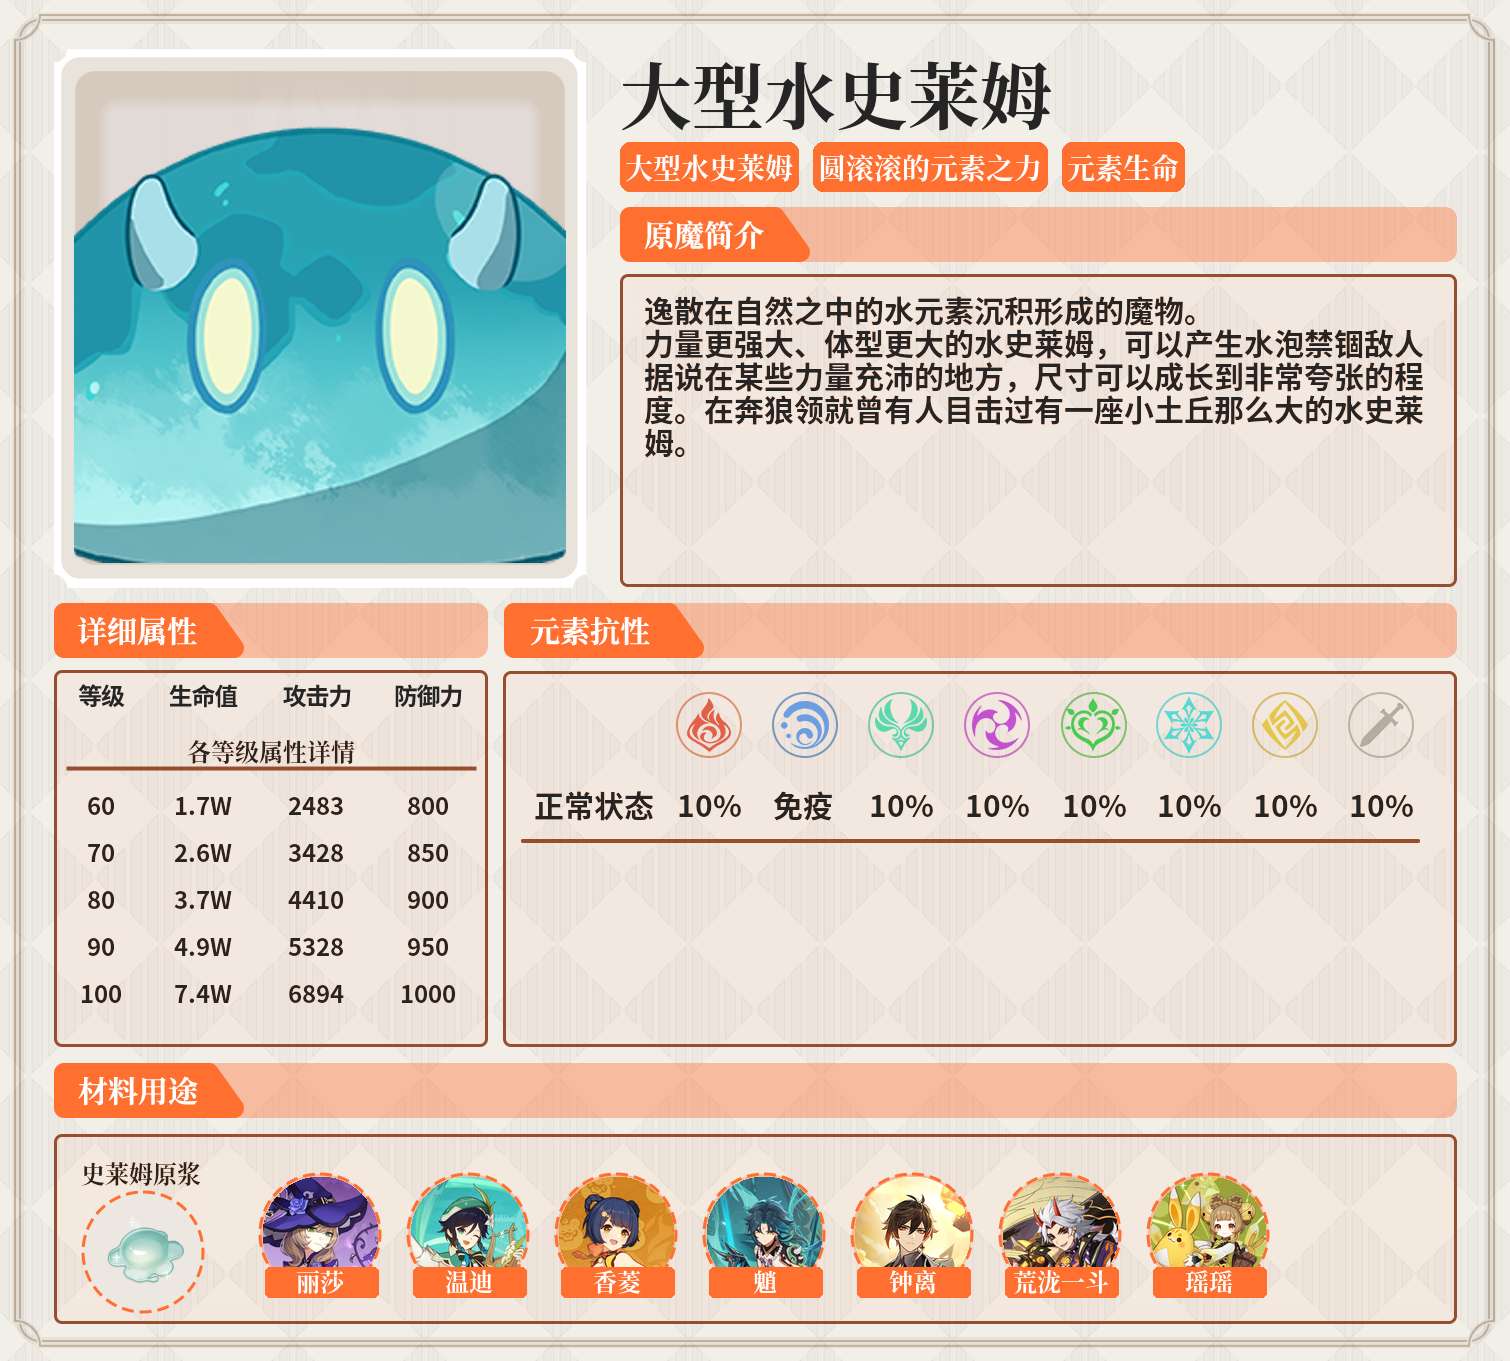 大型水史莱姆
大型水史莱姆 圆滚滚的元素之力 元素生命
原魔简介
逸散在自然之中的水元素沉积形成的魔物。
力量更强大、体型更大的水史莱姆，可以产生水泡禁锢敌人
据说在某些力量充沛的地方，尺寸可以成长到非常夸张的程
度。在奔狼领就曾有人目击过有一座小土丘那么大的水史莱
姆。
详细属性
等级 生命值 攻击力 防御力
各等级属性详情
60 1.7W 2483 800
70 2.6W 3428 850
80 3.7W 4410 900
90 4.9W 5328 950
100 7.4W 6894 1000
元素抗性
正常状态 10% 免疫 10% 10% 10% 10% 10% 10%
材料用途
史莱姆原浆
丽莎 温迪 香菱 魈 钟离 荒泷一斗 瑶瑶